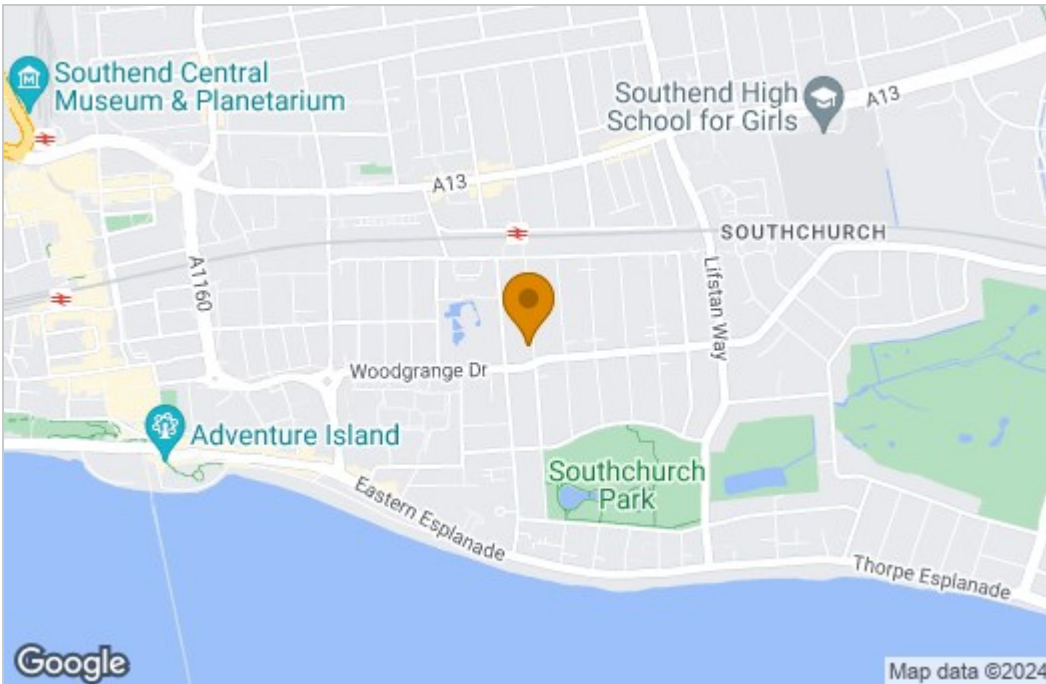 Southend Central
Museum & Planetarium
Southend High
School for Girls
A13
A13
SOUTHCHURCH
A1160
Lifstan Way
Woodgrange Dr
Adventure Island
Southchurch
Park
Eastern Esplanade
Thorpe Esplanade
Google
Map data ©2024